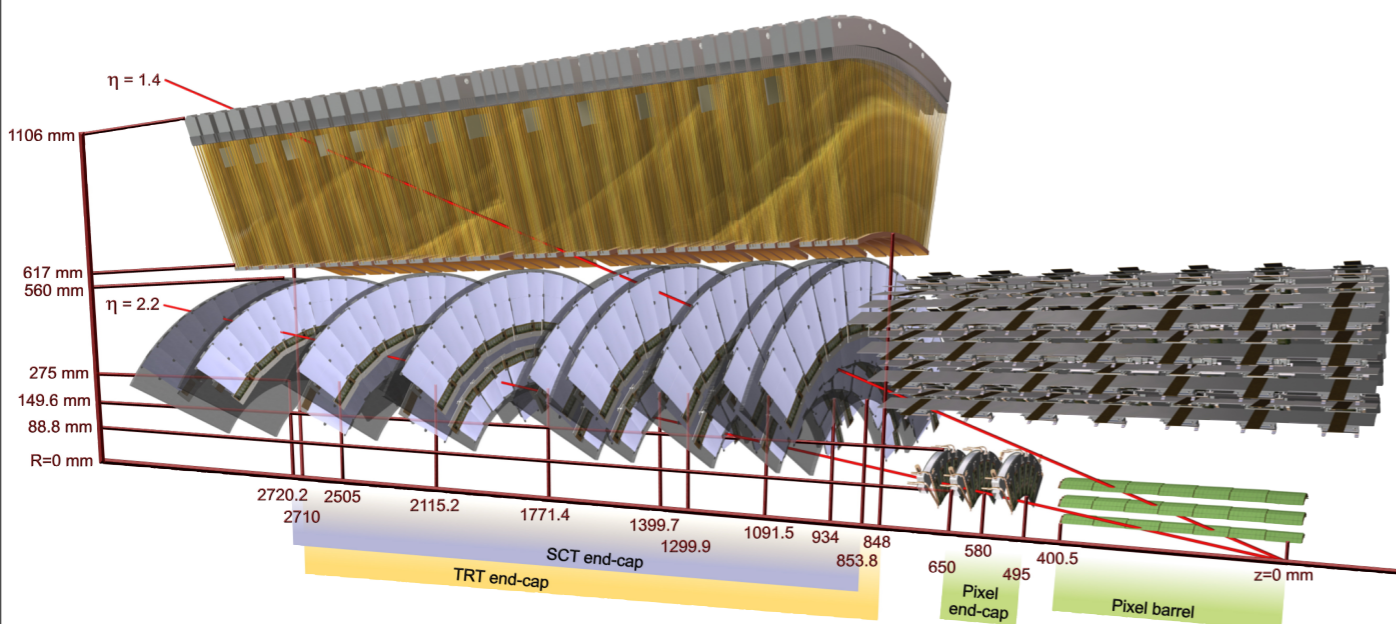 η = 1.4
1106 mm
617 mm
560 mm
η = 2.2
275 mm
149.6 mm
88.8 mm
R=0 mm
2720.2
2710
2505
2115.2
1771.4
1399.7
1299.9
1091.5
934
853.8
848
650
580
495
400.5
z=0 mm
SCT end-cap
TRT end-cap
Pixel
end-cap
Pixel barrel